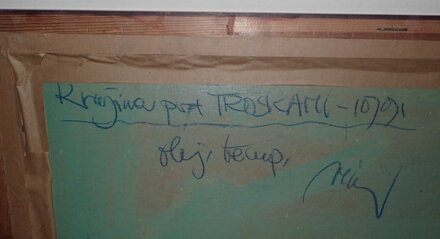 Krajina pod TROSKAMI - 1979
olej. temp.